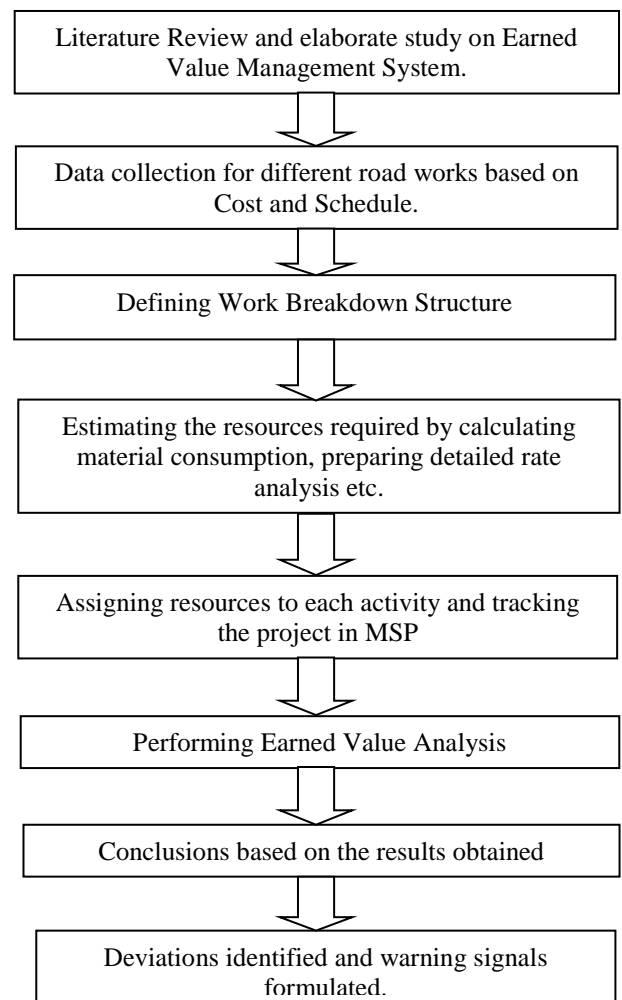 Literature Review and elaborate study on Earned
Value Management System.
Data collection for different road works based on
Cost and Schedule.
Defining Work Breakdown Structure
Estimating the resources required by calculating
material consumption, preparing detailed rate
analysis etc.
Assigning resources to each activity and tracking
the project in MSP
Performing Earned Value Analysis
Conclusions based on the results obtained
Deviations identified and warning signals
formulated.